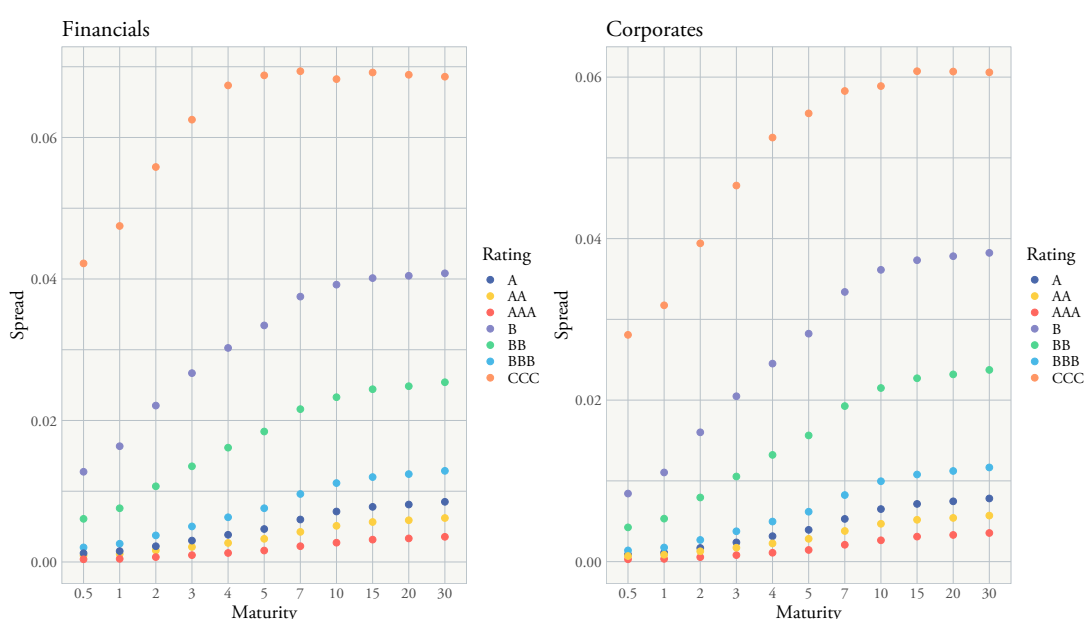 Financials
Spread
0.06
0.04
0.02
0.00
0.5 1 2 3 4 5 7 10 15 20 30
Maturity
Rating
A
AA
AAA
B
BB
BBB
CCC
Corporates
Spread
0.06
0.04
0.02
0.00
0.5 1 2 3 4 5 7 10 15 20 30
Maturity
Rating
A
AA
AAA
B
BB
BBB
CCC